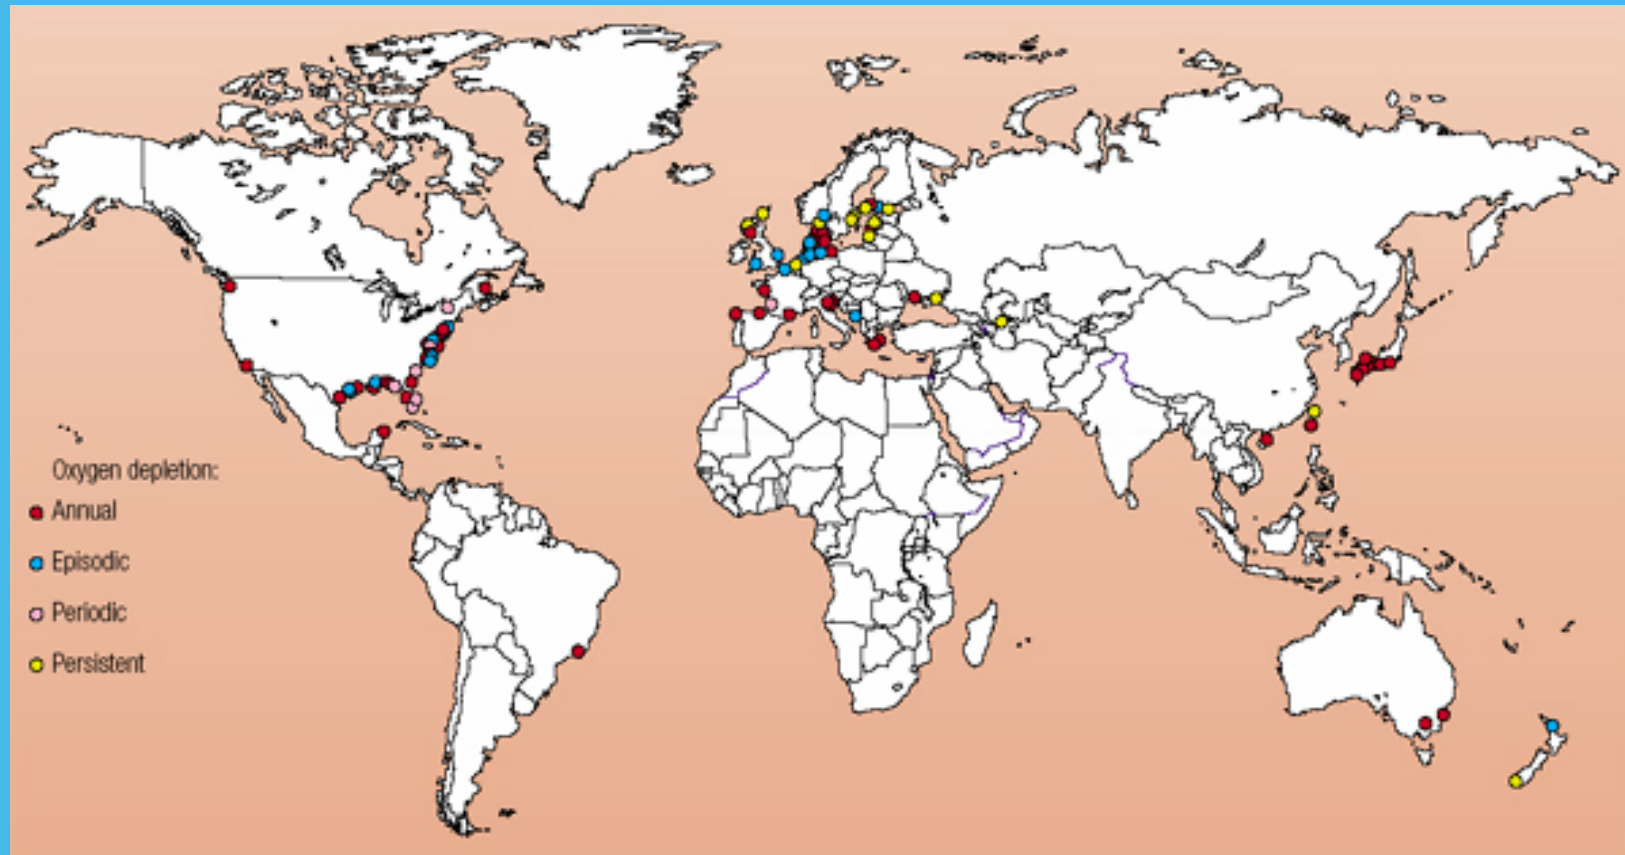 Oxygen depletion:
Annual
Episodic
Periodic
Persistent